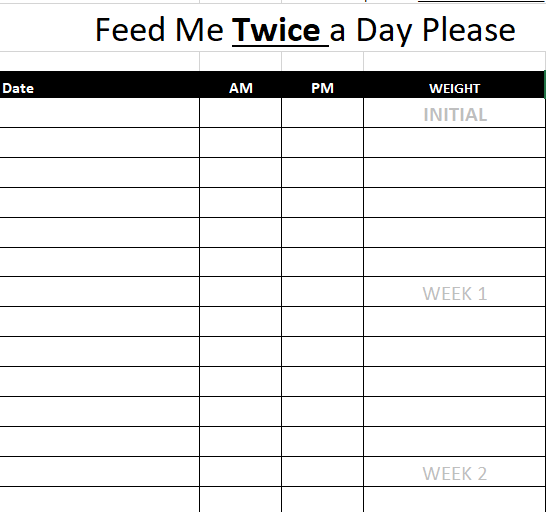 Feed Me Twice a Day Please
Date AM PM WEIGHT
INITIAL
WEEK 1
WEEK 2